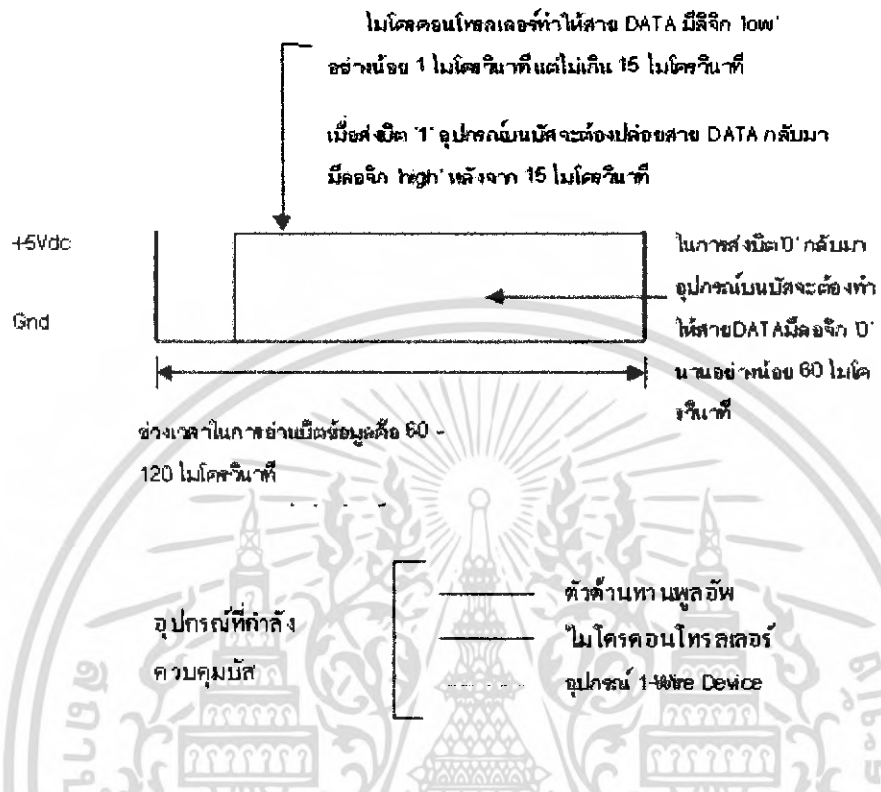 ไมโครคอนโทรลเลอร์ทำให้สาย DATA มีลิจิก 'low'
อย่างน้อย 1 ไมโครวินาทีแต่ไม่เกิน 15 ไมโครวินาที
เมื่อส่งบิต '1' อุปกรณ์บนบัสจะต้องปล่อยสาย DATA กลับมา
มีลอจิก 'high' หลังจาก 15 ไมโครวินาที
+5Vdc
Gnd
ในการส่งบิต '0' กลับมา
อุปกรณ์บนบัสจะต้องทำ
ให้สาย DATA มีลอจิก '0'
นานอย่างน้อย 60 ไมโค
รวินาที
ช่วงเวลาในการอ่านบิตข้อมูลคือ 60 -
120 ไมโครวินาที
อุปกรณ์ที่กำลัง
ควบคุมบัส
ตัวต้านทานพูลอัพ
ไมโครคอนโทรลเลอร์
อุปกรณ์ 1-Wire Device